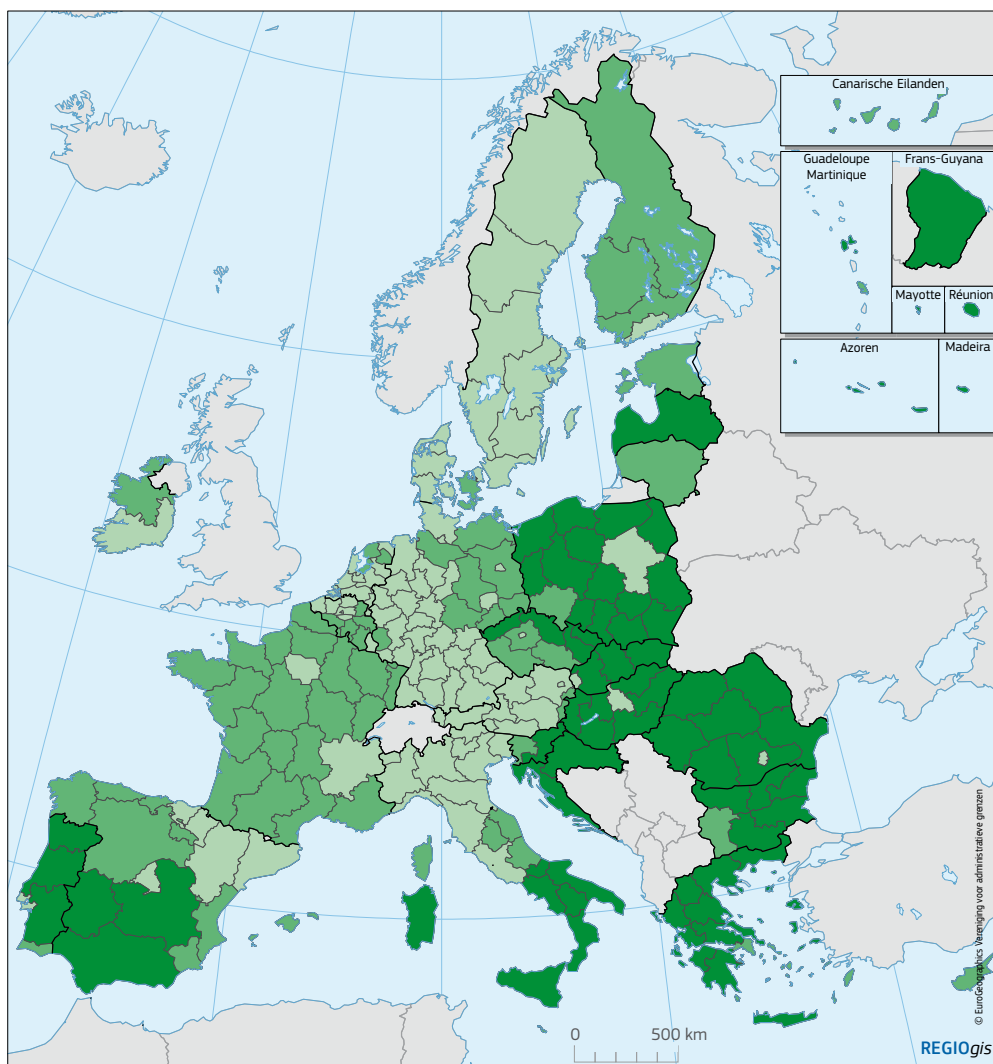 Canarische Eilanden
Guadeloupe
Martinique
Frans-Guyana
Mayotte
Réunion
Azoren
Madeira
© EuroGeographics Vereniging voor administratieve grenzen
0 500 km
REGIOgis